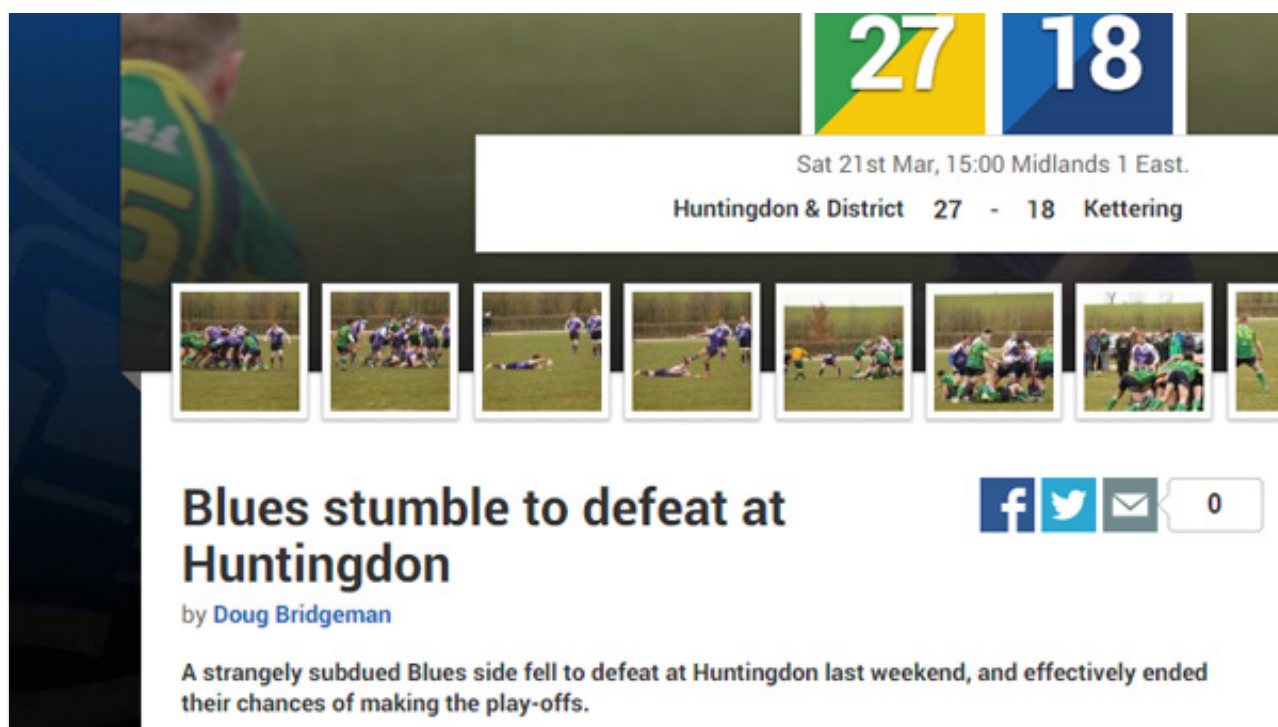 27 18
Sat 21st Mar, 15:00 Midlands 1 East.
Huntingdon & District 27 - 18 Kettering
Blues stumble to defeat at
Huntingdon
0
by Doug Bridgeman
A strangely subdued Blues side fell to defeat at Huntingdon last weekend, and effectively ended
their chances of making the play-offs.